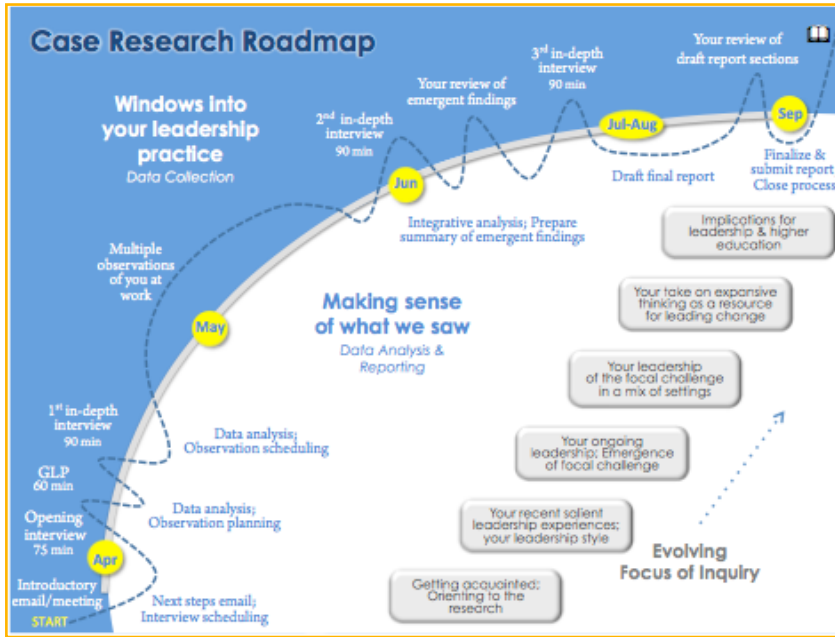 Case Research Roadmap
Windows into
your leadership
practice
Data Collection
2nd in-depth
interview
90 min
Your review of
emergent findings
3rd in-depth
interview
90 min
Your review of
draft report sections
Jul-Aug
Sep
Jun
Draft final report
Finalize &
submit report
Close process
Integrative analysis; Prepare
summary of emergent findings
Multiple
observations
of you at
work
May
Making sense
of what we saw
Data Analysis &
Reporting
Implications for
leadership & higher
education
Your take on expansive
thinking as a resource
for leading change
Your leadership
of the focal challenge
in a mix of settings
Your ongoing
leadership; Emergence
of focal challenge
Your recent salient
leadership experiences;
your leadership style
Getting acquainted;
Orienting to the
research
Evolving
Focus of Inquiry
1st in-depth
interview
90 min
Data analysis;
Observation scheduling
GLP
60 min
Data analysis;
Observation planning
Opening
interview
75 min
Apr
Introductory
email/meeting
START
Next steps email;
Interview scheduling